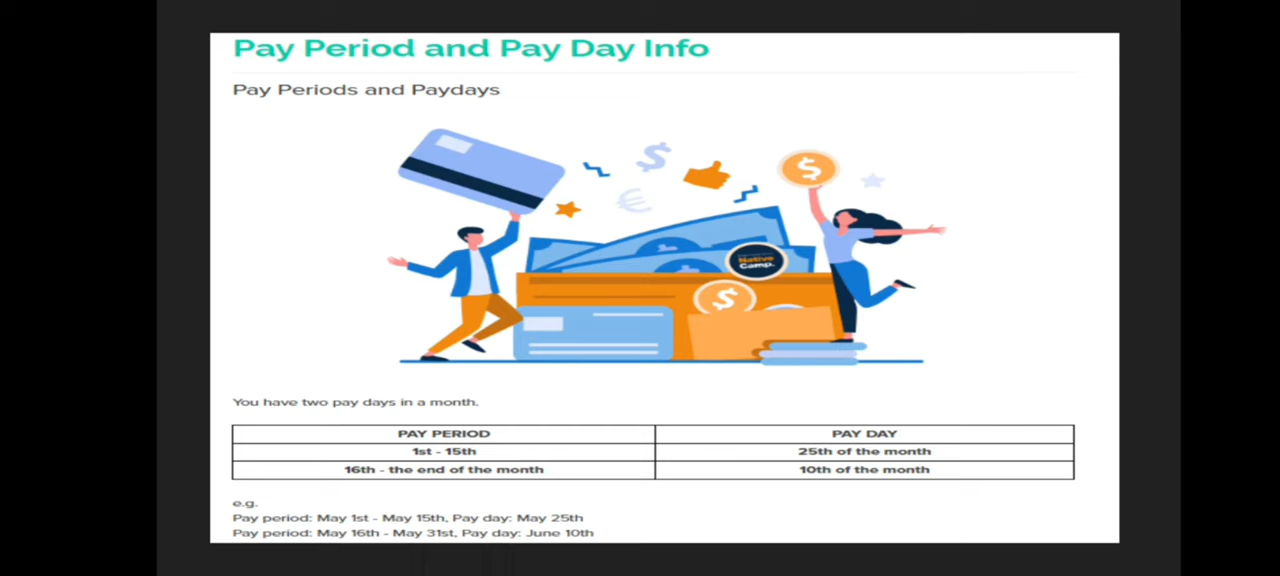 Pay Period and Pay Day Info
Pay Periods and Paydays
Native
Camp.
You have two pay days in a month.
PAY PERIOD PAY DAY
1st - 15th 25th of the month
16th - the end of the month 10th of the month
e.g.
Pay period: May 1st - May 15th, Pay day: May 25th
Pay period: May 16th - May 31st, Pay day: June 10th